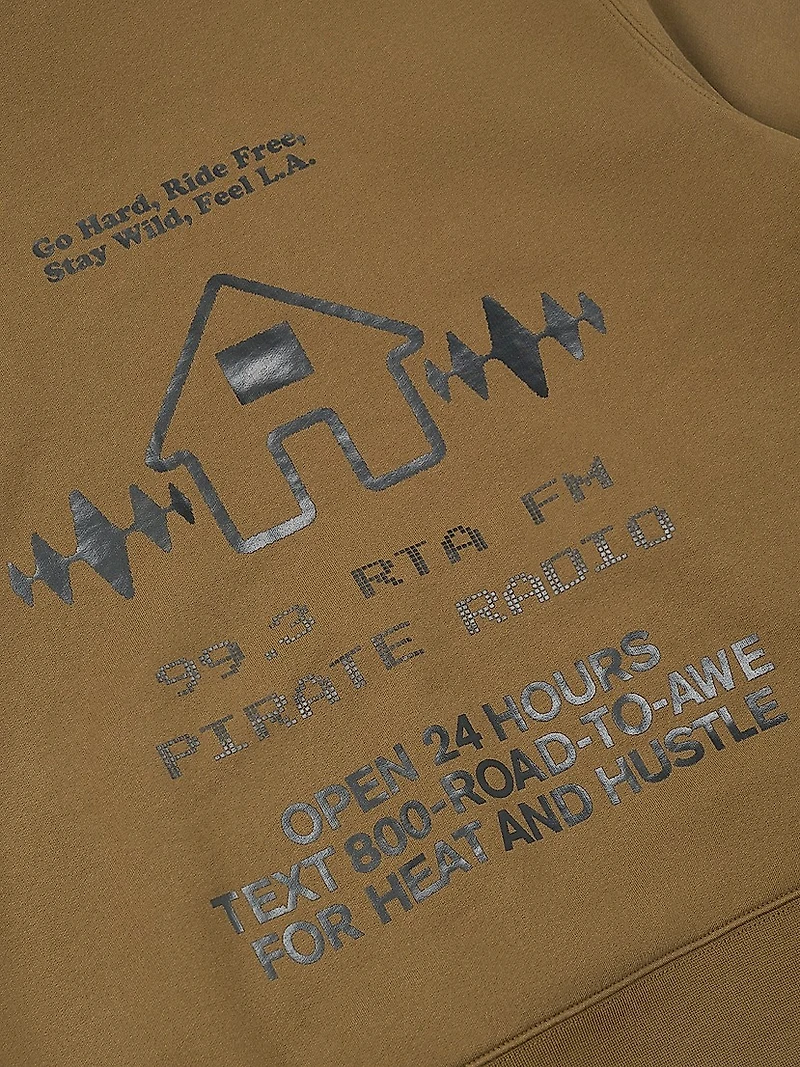 Go Hard, Ride Free,
Stay Wild, Feel L.A.
99.3 RTA FM
PIRATE RADIO
OPEN 24 HOURS
TEXT 800-ROAD-TO-AWE
FOR HEAT AND HUSTLE